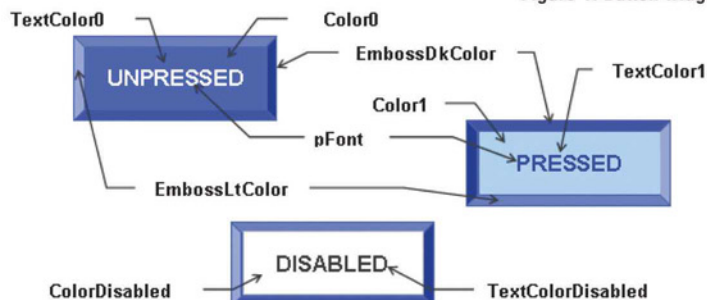 TextColor0
Color0
UNPRESSED
EmbossDkColor
TextColor1
Color1
pFont
PRESSED
EmbossLtColor
DISABLED
ColorDisabled
TextColorDisabled